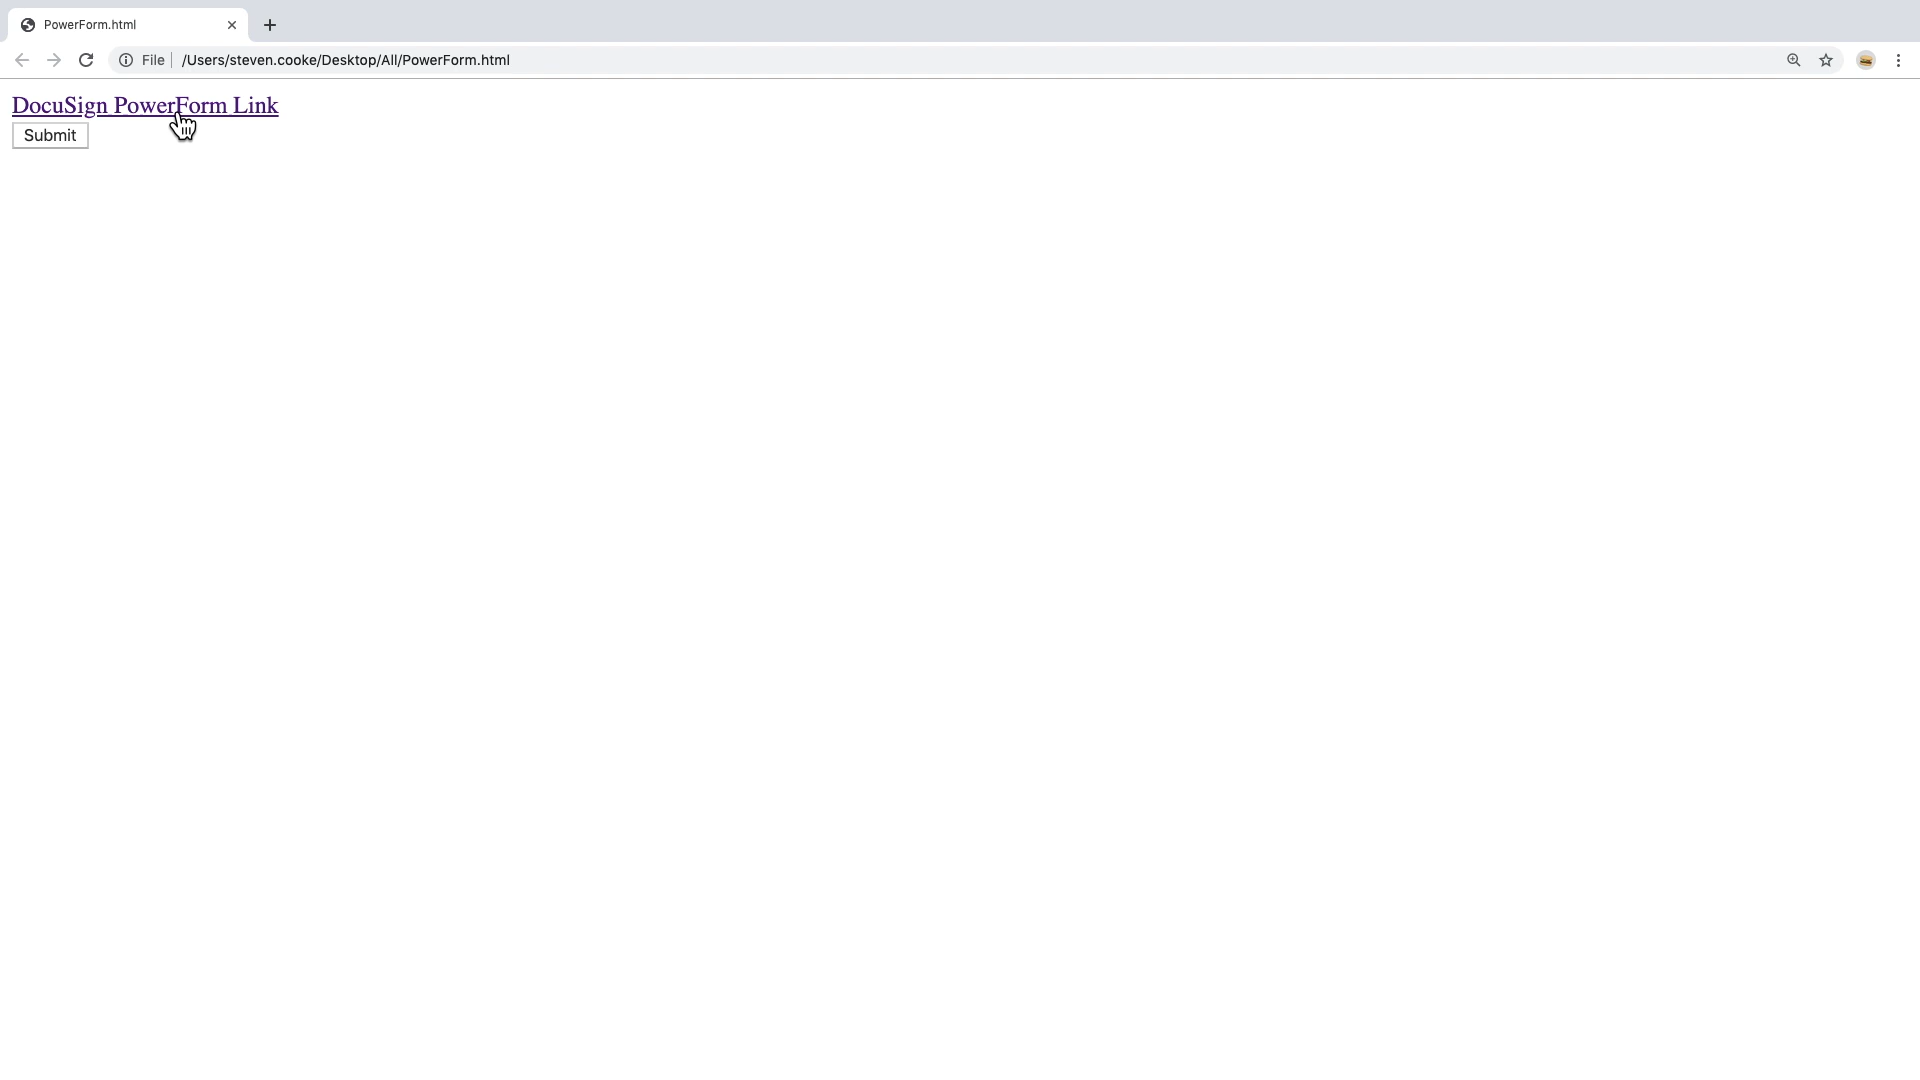 PowerForm.html
File /Users/steven.cooke/Desktop/All/PowerForm.html
DocuSign PowerForm Link
Submit